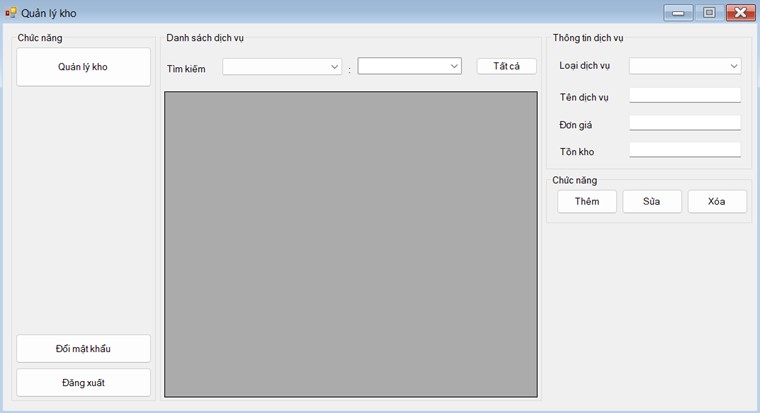 Quản lý kho
Chức năng
Quản lý kho
Đổi mật khẩu
Đăng xuất
Danh sách dịch vụ
Tìm kiếm : Tất cả
Thông tin dịch vụ
Loại dịch vụ
Tên dịch vụ
Đơn giá
Tồn kho
Chức năng
Thêm Sửa Xóa